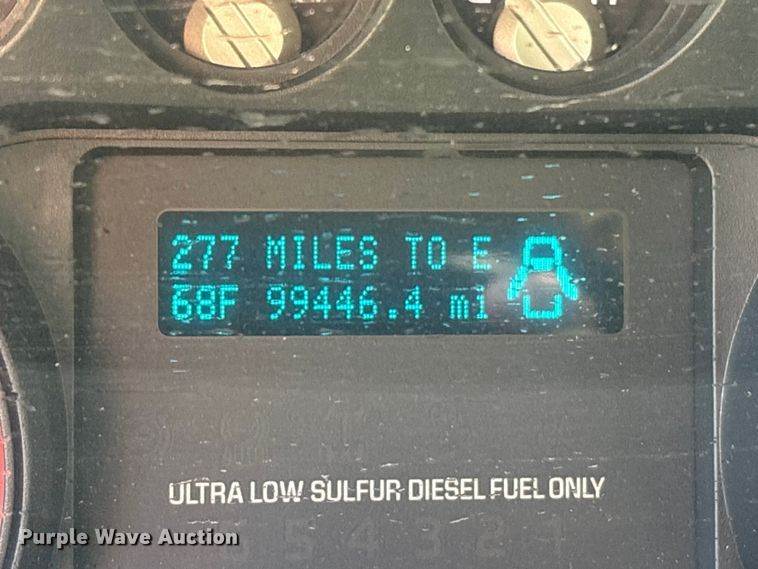 277 MILES TO E
68F 99446.4 mi
ULTRA LOW SULFUR DIESEL FUEL ONLY
Purple Wave Auction